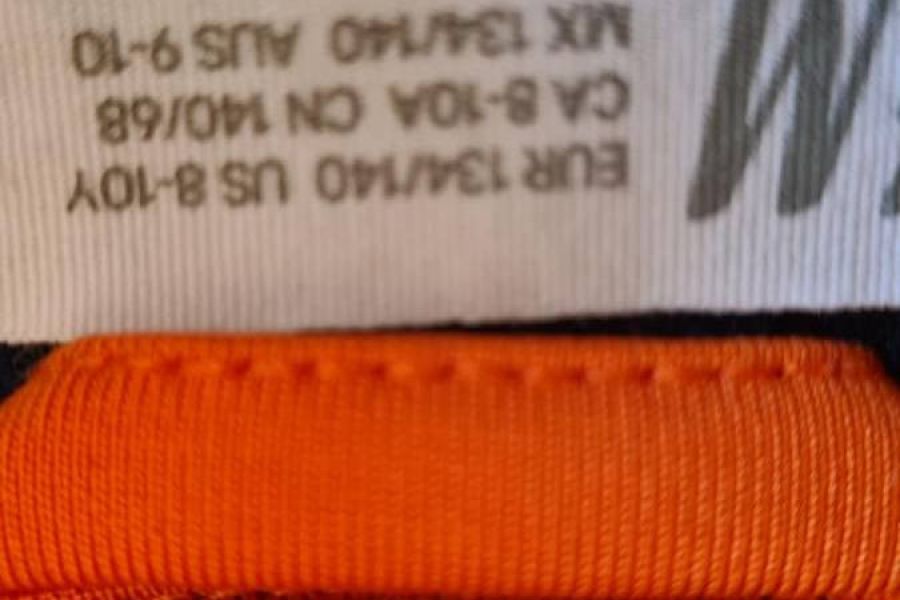 EUR 134/140 US 8-10Y
CA 8-10A CN 140/68
MX 134/140 AUS 9-10